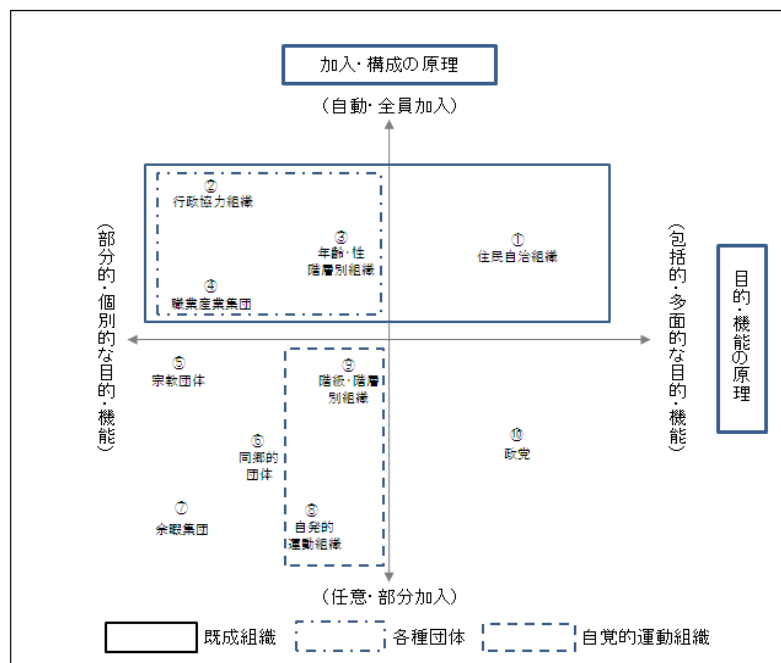 加入・構成の原理
(自動・全員加入)
②
行政協力組織
③
年齢・性
階層別組織
①
住民自治組織
④
職業産業集団
(部分的・個別的な目的・機能)
(包括的・多面的な目的・機能)
目的・機能の原理
⑤
宗教団体
⑨
階級・階層
別組織
⑥
同郷的
団体
⑩
政党
⑦
余暇集団
⑧
自発的
運動組織
(任意・部分加入)
既成組織
各種団体
自覚的運動組織